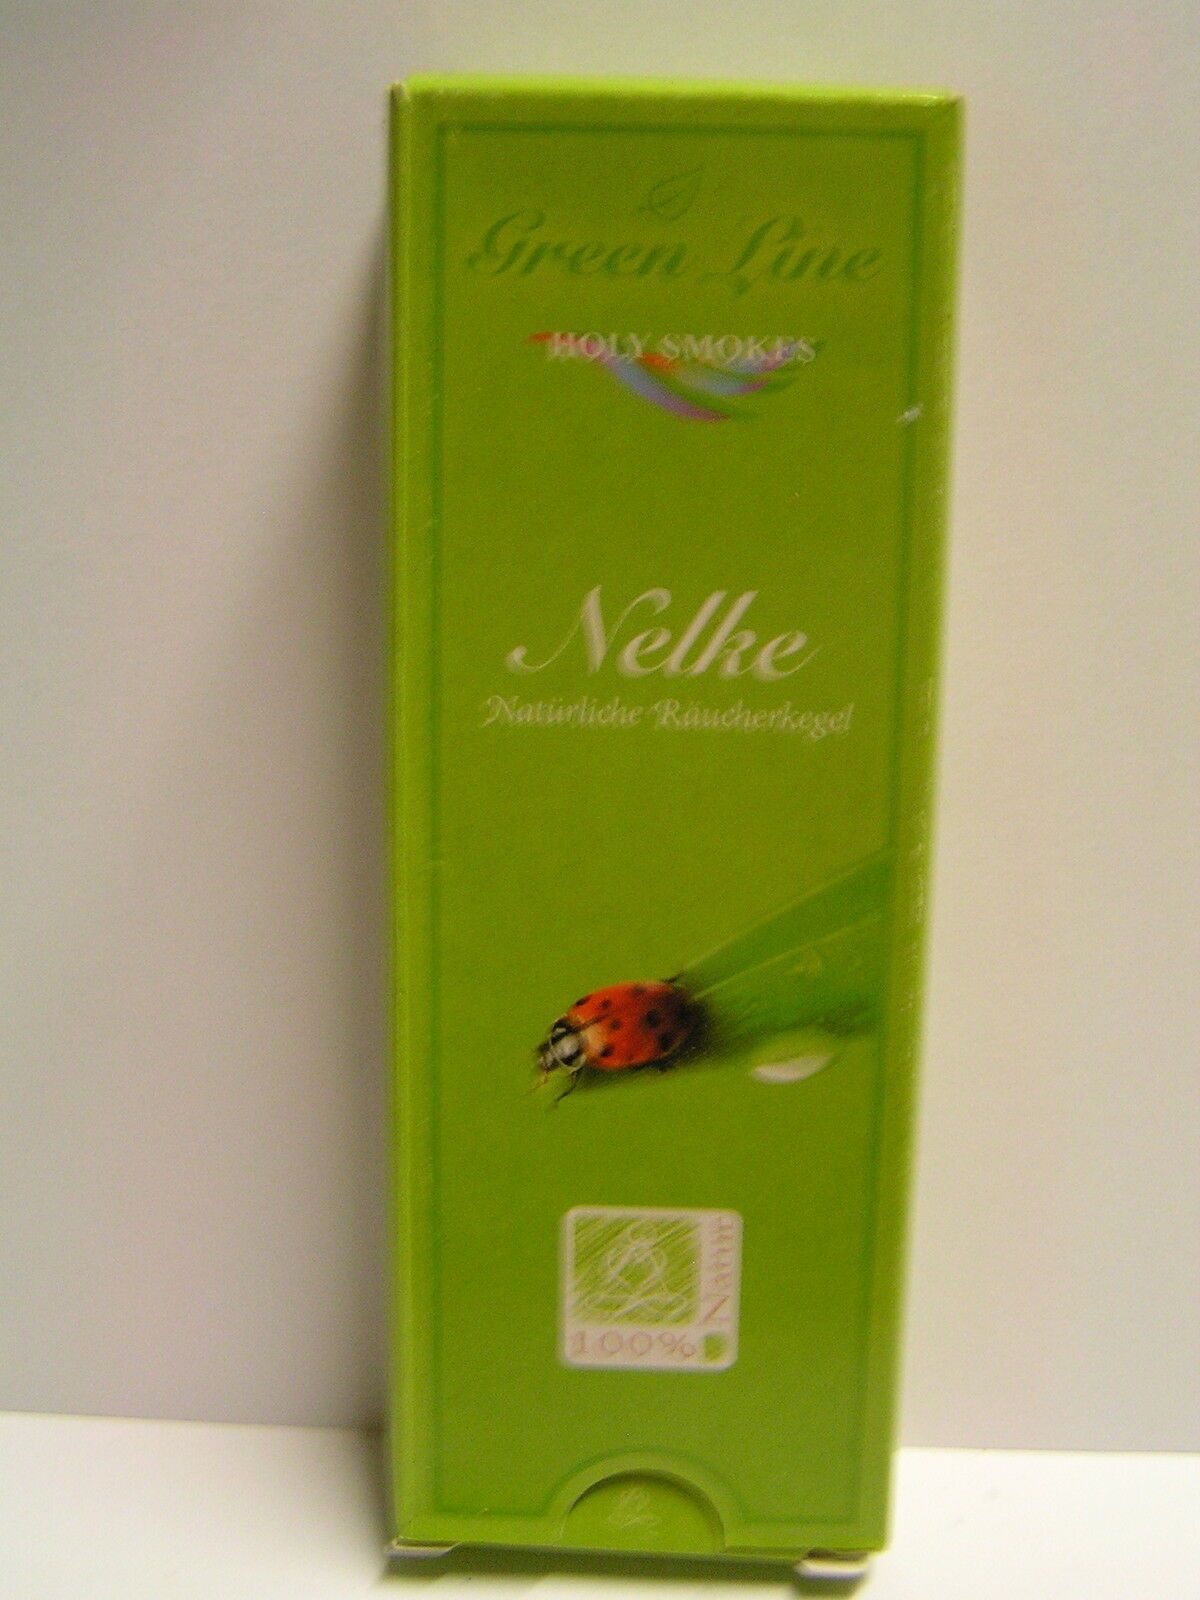 Green Line
HOLY SMOKES
Nelke
Natürliche Räucherkegel
Natur
100%